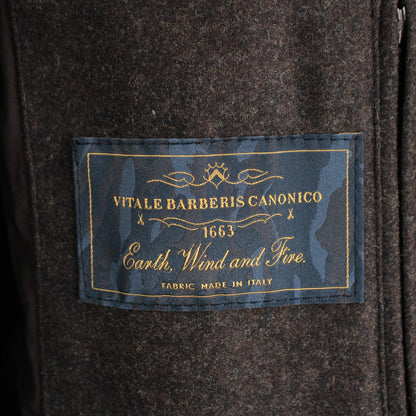 VITALE BARBERIS CANONICO
1663
Earth, Wind and Fire.
FABRIC MADE IN ITALY